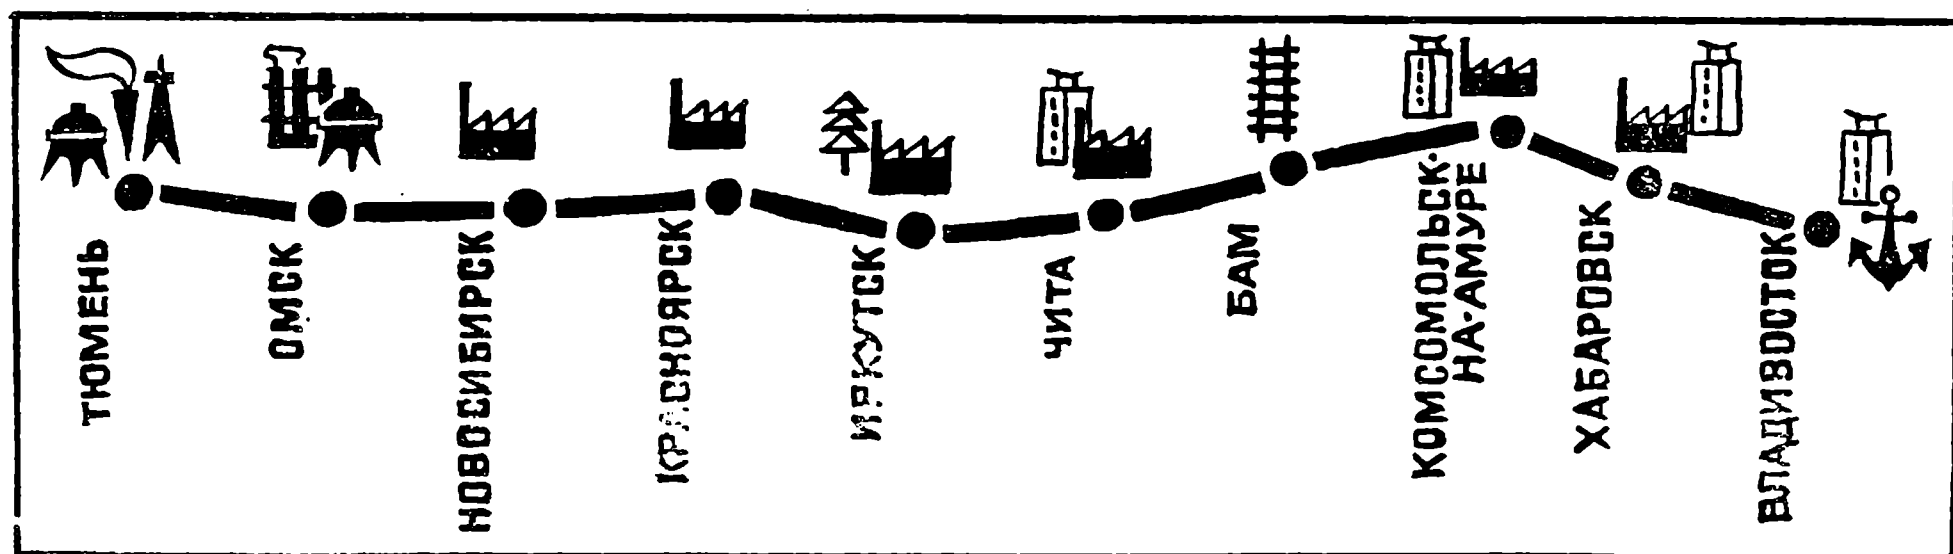 ТЮМЕНЬ
ОМСК
НОВОСИБИРСК
КРАСНОЯРСК
ИРКУТСК
ЧИТА
БАМ
КОМСОМОЛЬСК-
НА-АМУРЕ
ХАБАРОВСК
ВЛАДИВОСТОК